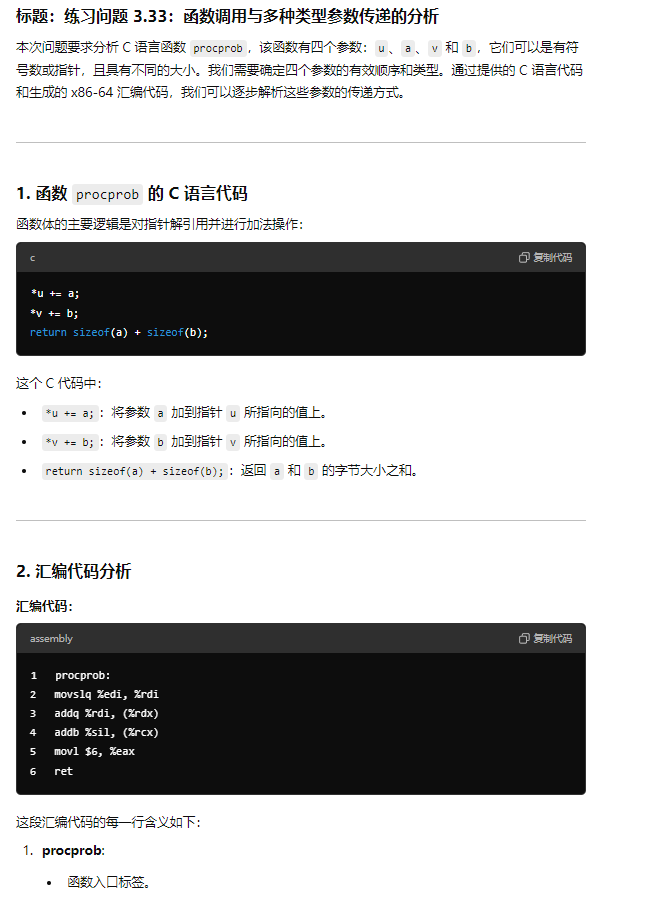 标题：练习问题 3.33：函数调用与多种类型参数传递的分析
本次问题要求分析 C 语言函数 procprob，该函数有四个参数：u、a、v 和 b，它们可以是有符
号数或指针，且具有不同的大小。我们需要确定四个参数的有效顺序和类型。通过提供的 C 语言代码
和生成的 x86-64 汇编代码，我们可以逐步解析这些参数的传递方式。
1. 函数 procprob 的 C 语言代码
函数体的主要逻辑是对指针解引用并进行加法操作：
c 复制代码
*u += a;
*v += b;
return sizeof(a) + sizeof(b);
这个 C 代码中：
• *u += a;：将参数 a 加到指针 u 所指向的值上。
• *v += b;：将参数 b 加到指针 v 所指向的值上。
• return sizeof(a) + sizeof(b);：返回 a 和 b 的字节大小之和。
2. 汇编代码分析
汇编代码：
assembly 复制代码
1 procprob:
2 movslq %edi, %rdi
3 addq %rdi, (%rdx)
4 addb %sil, (%rcx)
5 movl $6, %eax
6 ret
这段汇编代码的每一行含义如下：
1. procprob:
• 函数入口标签。